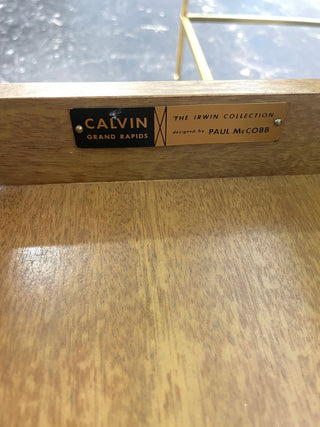 CALVIN
GRAND RAPIDS
THE IRWIN COLLECTION
designed by PAUL McCOBB